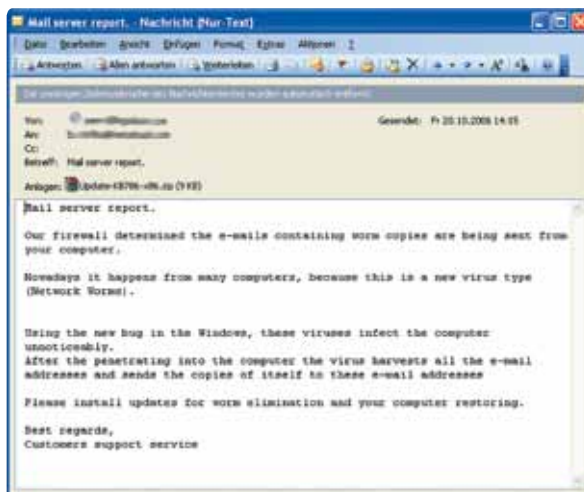 Mail server report. - Nachricht (Nur-Text)
Datei Bearbeiten Ansicht Einfügen Format Extras Aktionen ?
Antworten Allen antworten Weiterleiten
Von: Gesendet: Fr 20.10.2006 14:05
An:
Cc:
Betreff: Mail server report.
Anlagen: (9 KB)
Mail server report.
Our firewall determined the e-mails containing worm copies are being sent from
your computer.
Nowadays it happens from many computers, because this is a new virus type
(Network Worms).
Using the new bug in the Windows, these viruses infect the computer
unnoticeably.
After the penetrating into the computer the virus harvests all the e-mail
addresses and sends the copies of itself to these e-mail addresses
Please install updates for worm elimination and your computer restoring.
Best regards,
Customers support service